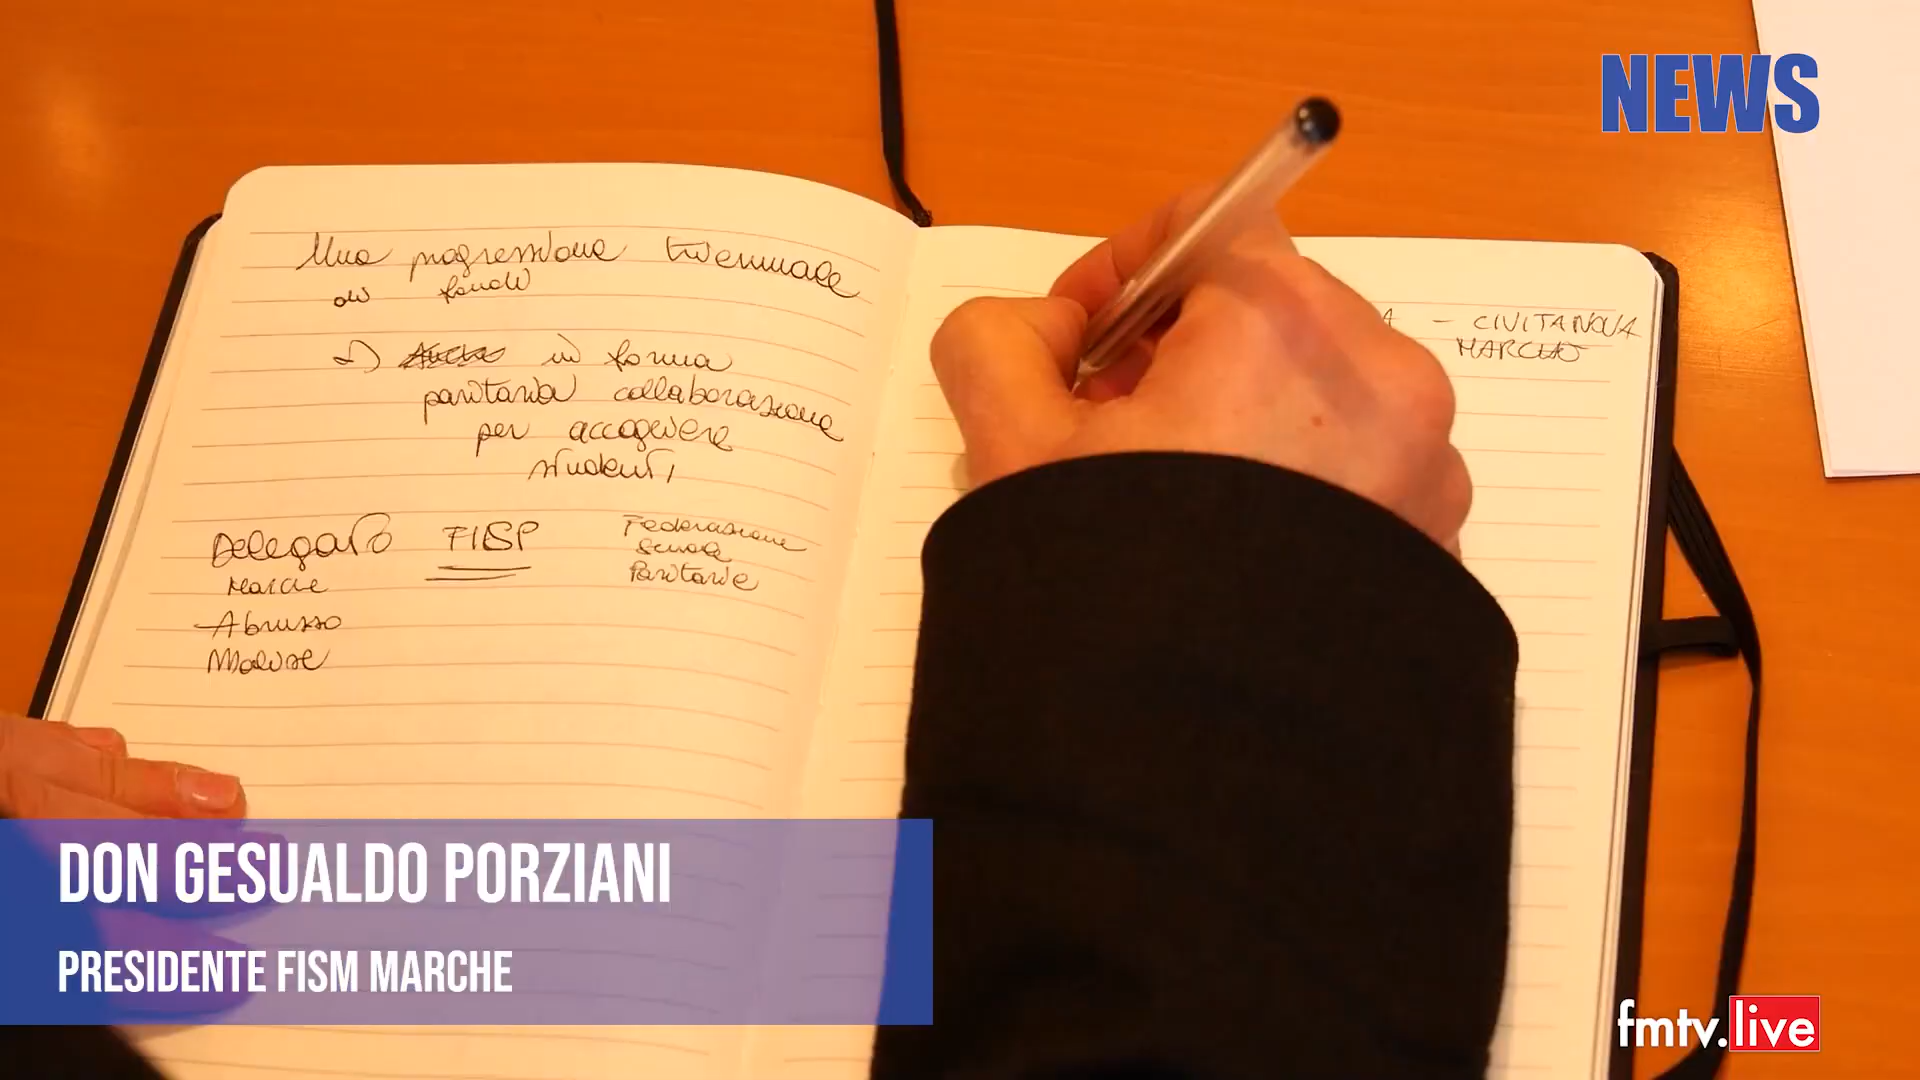 NEWS
Una progressione triennale
di fondi
in forma
paritaria collaborazione
per accogliere
studenti
Delegato FISP Federazione
Scuole
Marche Paritarie
Abruzzo
Molise
A - CIVITANOVA
MARCHE
DON GESUALDO PORZIANI
PRESIDENTE FISM MARCHE
fmtv.live